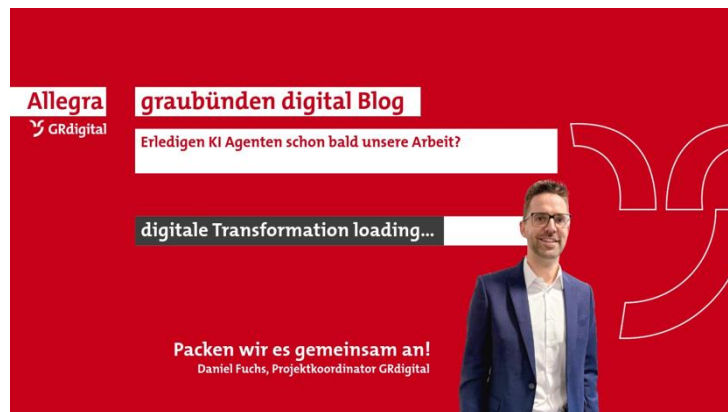 Allegra
GRdigital
graubünden digital Blog
Erledigen KI Agenten schon bald unsere Arbeit?
digitale Transformation loading...
Packen wir es gemeinsam an!
Daniel Fuchs, Projektkoordinator GRdigital